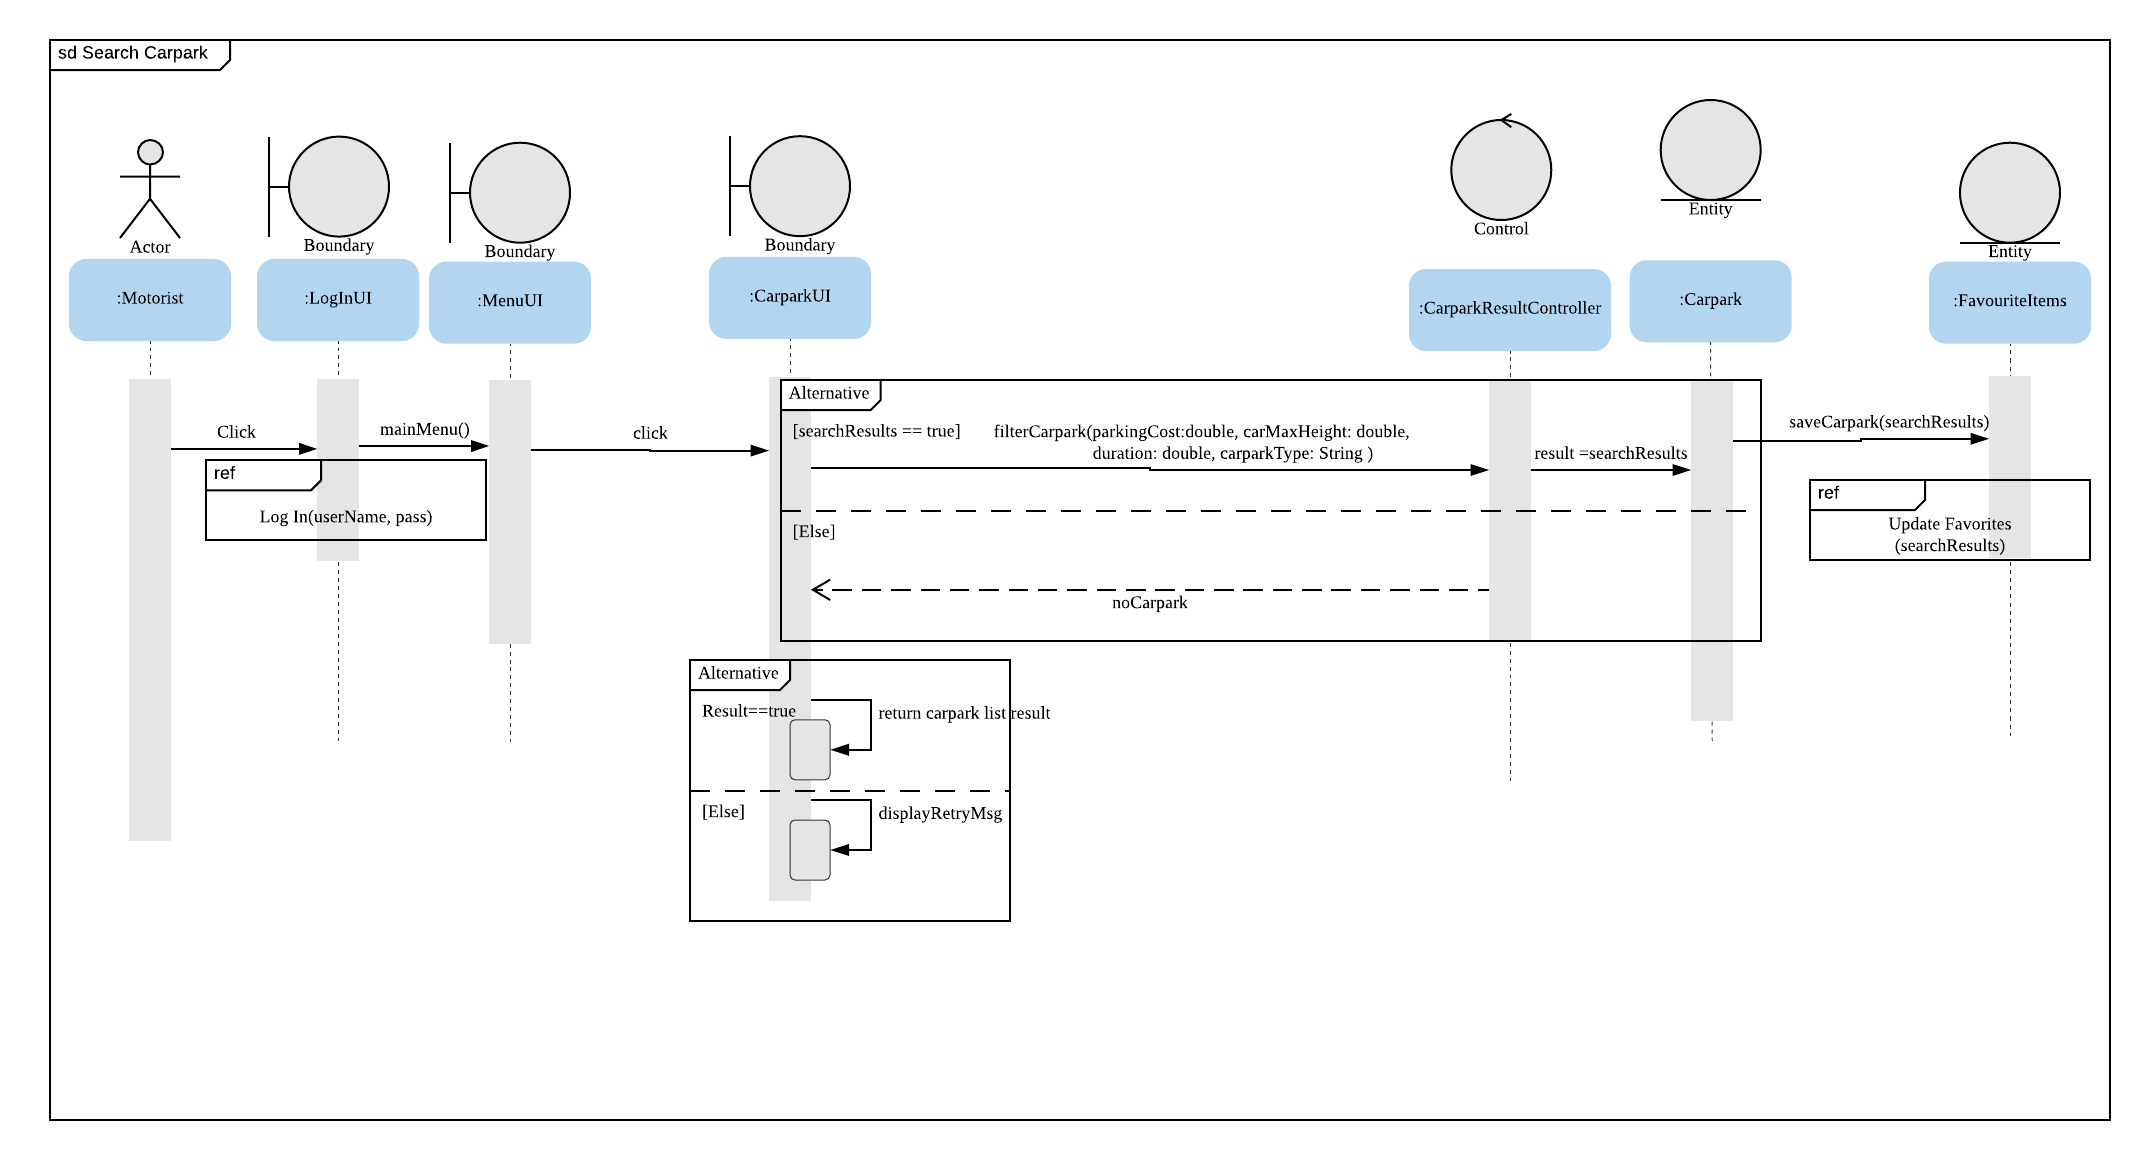 sd Search Carpark
Actor
Boundary
Boundary
Boundary
Control
Entity
Entity
:Motorist
:LogInUI
:MenuUI
:CarparkUI
:CarparkResultController
:Carpark
:FavouriteItems
Click
mainMenu()
click
ref
Log In(userName, pass)
Alternative
[searchResults == true]
filterCarpark(parkingCost:double, carMaxHeight: double,
duration: double, carparkType: String )
result =searchResults
saveCarpark(searchResults)
ref
Update Favorites
(searchResults)
[Else]
noCarpark
Alternative
Result==true
return carpark list result
[Else]
displayRetryMsg